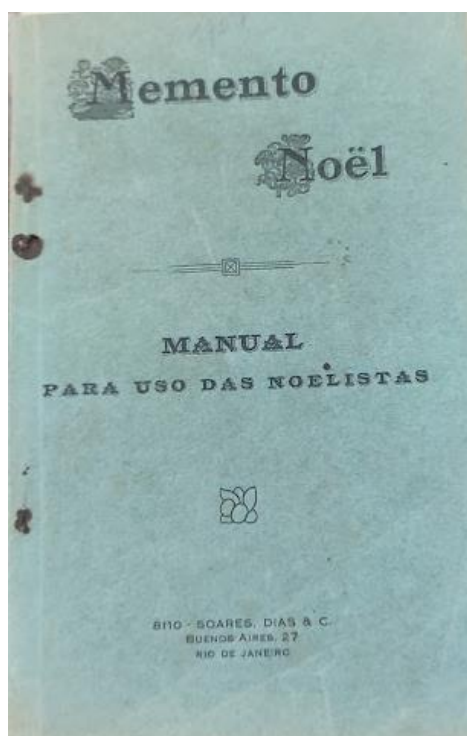 Memento
Noël
MANUAL
PARA USO DAS NOELISTAS
8110 - SOARES, DIAS & C.
BUENOS AIRES, 27
RIO DE JANEIRO